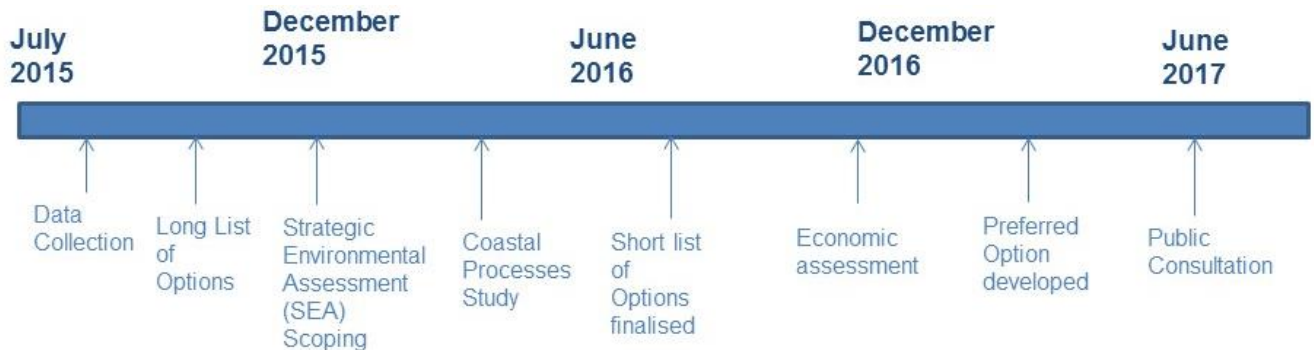 July
2015
December
2015
June
2016
December
2016
June
2017
Data
Collection
Long List
of
Options
Strategic
Environmental
Assessment
(SEA)
Scoping
Coastal
Processes
Study
Short list
of
Options
finalised
Economic
assessment
Preferred
Option
developed
Public
Consultation